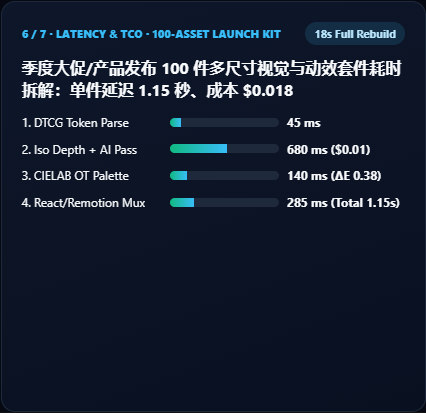 6 / 7 · LATENCY & TCO · 100-ASSET LAUNCH KIT
18s Full Rebuild
季度大促/产品发布 100 件多尺寸视觉与动效套件耗时
拆解：单件延迟 1.15 秒、成本 $0.018
1. DTCG Token Parse 45 ms
2. Iso Depth + AI Pass 680 ms ($0.01)
3. CIELAB OT Palette 140 ms (ΔE 0.38)
4. React/Remotion Mux 285 ms (Total 1.15s)